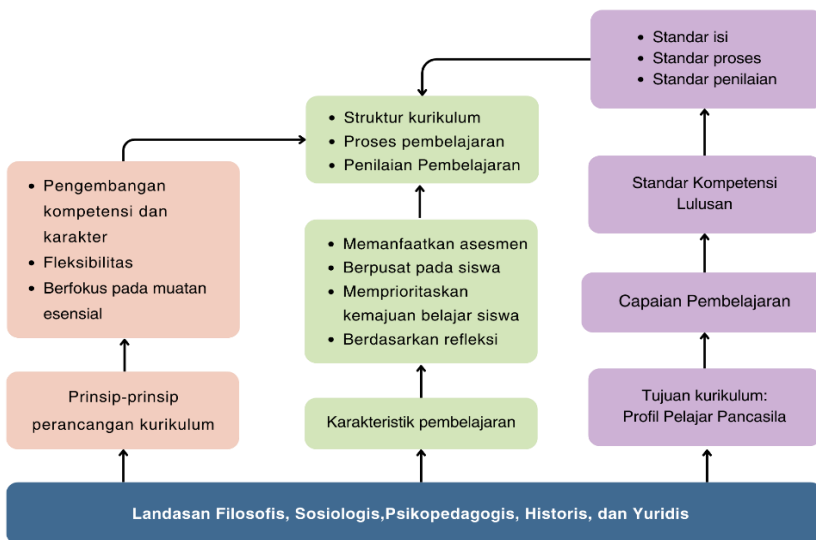 • Standar isi
• Standar proses
• Standar penilaian
• Struktur kurikulum
• Proses pembelajaran
• Penilaian Pembelajaran
• Pengembangan
kompetensi dan
karakter
• Fleksibilitas
• Berfokus pada muatan
esensial
Standar Kompetensi
Lulusan
• Memanfaatkan asesmen
• Berpusat pada siswa
• Memprioritaskan
kemajuan belajar siswa
• Berdasarkan refleksi
Capaian Pembelajaran
Prinsip-prinsip
perancangan kurikulum
Karakteristik pembelajaran
Tujuan kurikulum:
Profil Pelajar Pancasila
Landasan Filosofis, Sosiologis,Psikopedagogis, Historis, dan Yuridis